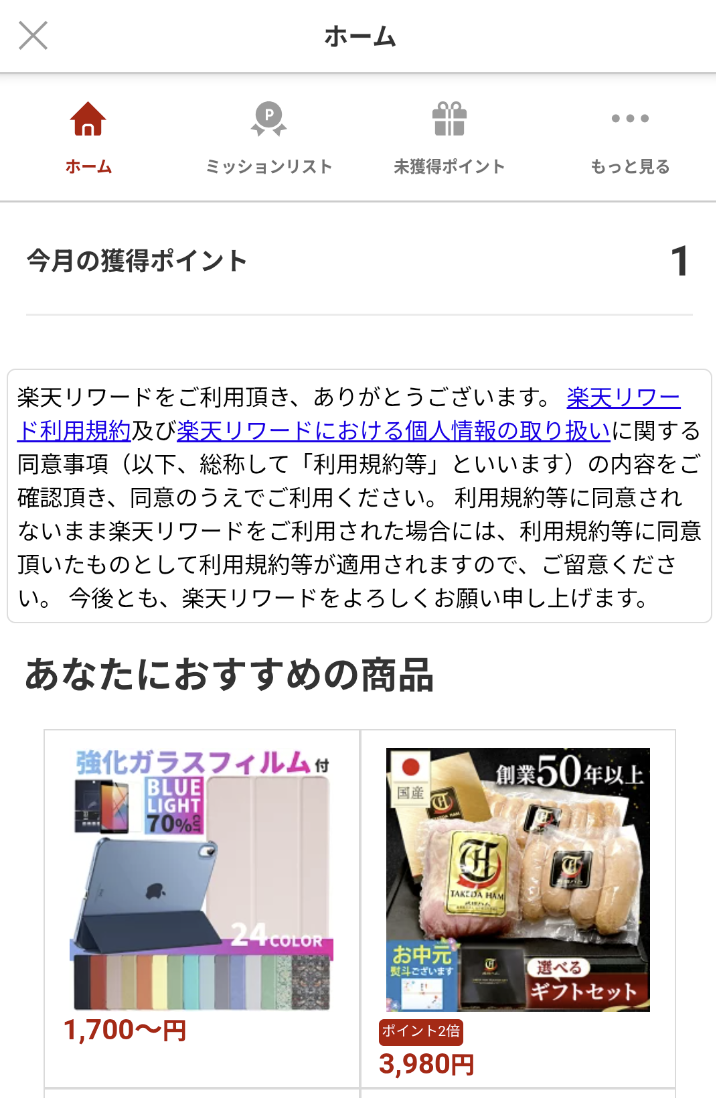 ホーム
P
ホーム
ミッションリスト
未獲得ポイント
もっと見る
今月の獲得ポイント
1
楽天リワードをご利用頂き、ありがとうございます。 楽天リワー
ド利用規約及び楽天リワードにおける個人情報の取り扱いに関する
同意事項（以下、総称して「利用規約等」といいます）の内容をご
確認頂き、同意のうえでご利用ください。 利用規約等に同意され
ないまま楽天リワードをご利用された場合には、利用規約等に同意
頂いたものとして利用規約等が適用されますので、ご留意くださ
い。 今後とも、楽天リワードをよろしくお願い申し上げます。
あなたにおすすめの商品
強化ガラスフィルム付
BLUE
LIGHT
70%CUT
24COLOR
1,700〜円
国産
創業50年以上
TAKEDA HAM
お中元
熨斗ございます
選べる
ギフトセット
ポイント2倍
3,980円